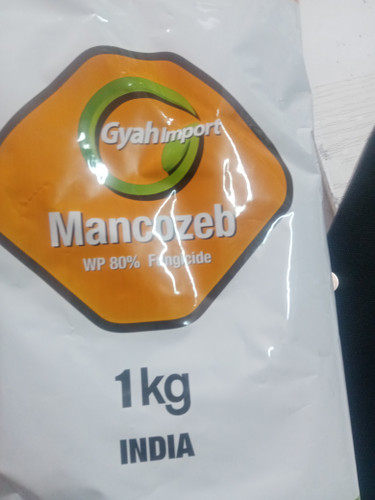 Gyah Import
Mancozeb
WP 80% Fungicide
1kg
INDIA